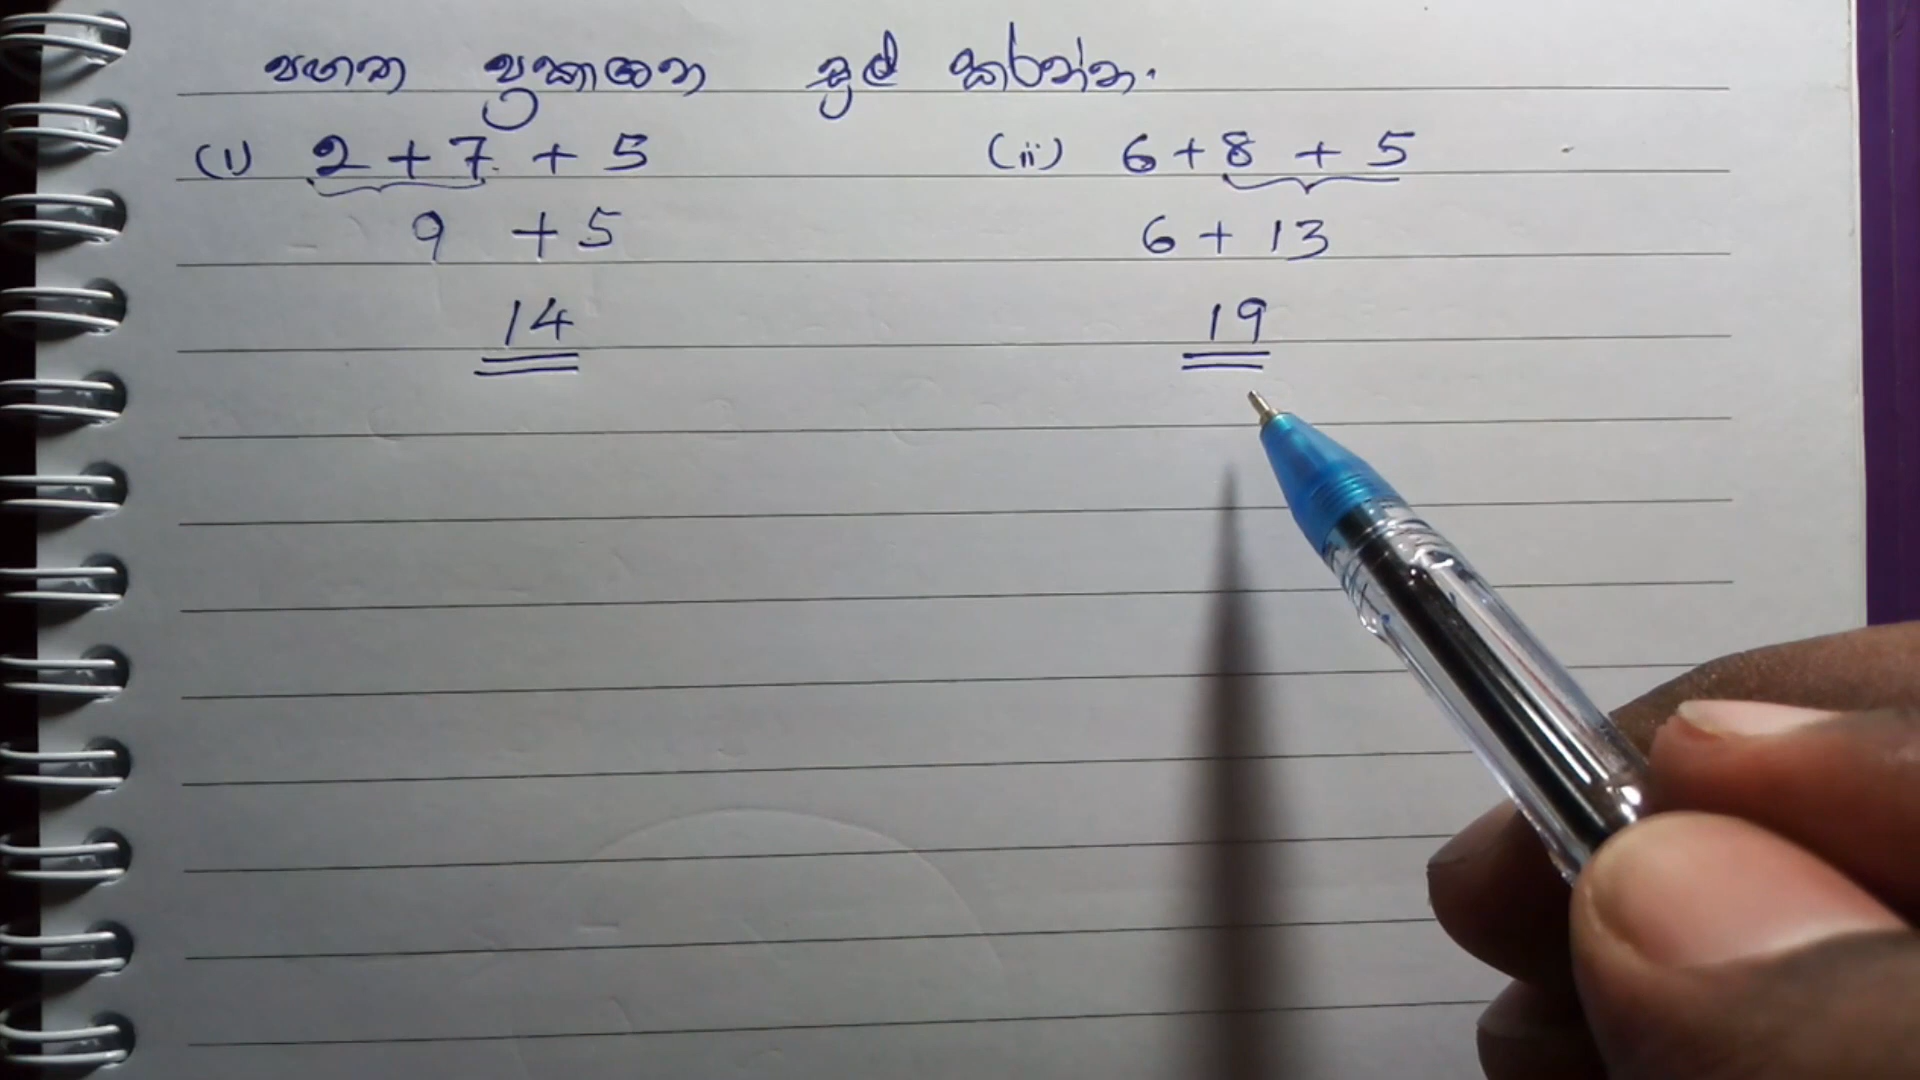 පහත ප්‍රකාශන සුළු කරන්න.
(i) 2 + 7 + 5 (ii) 6 + 8 + 5
9 + 5 6 + 13
14 19